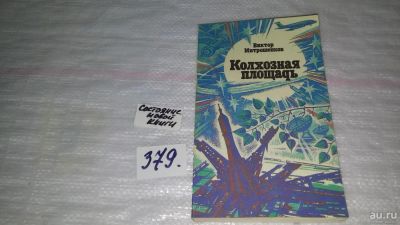 Виктор Митрошенков
Колхозная
площадь
Состояние
новой
книги
379.
au.ru